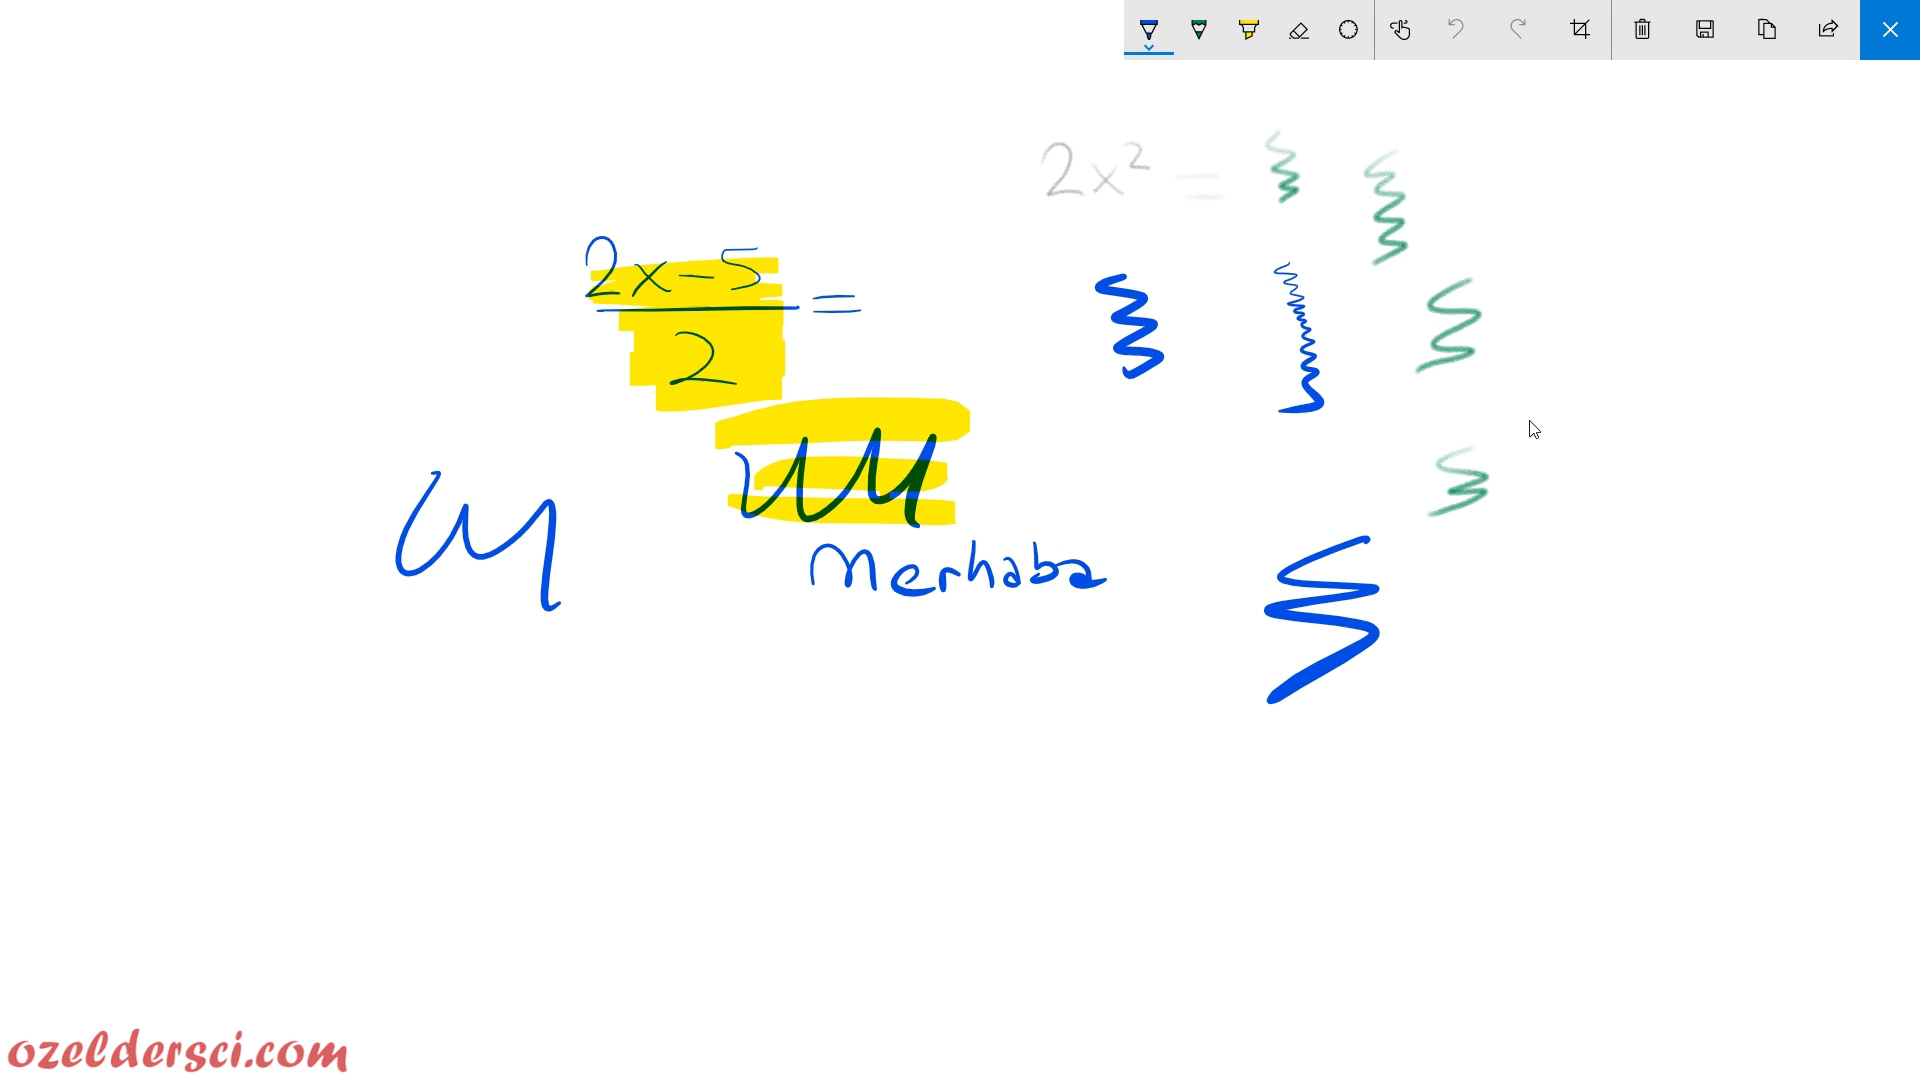 2x² =
2x-5
―― =
2
Merhaba
ozeldersci.com